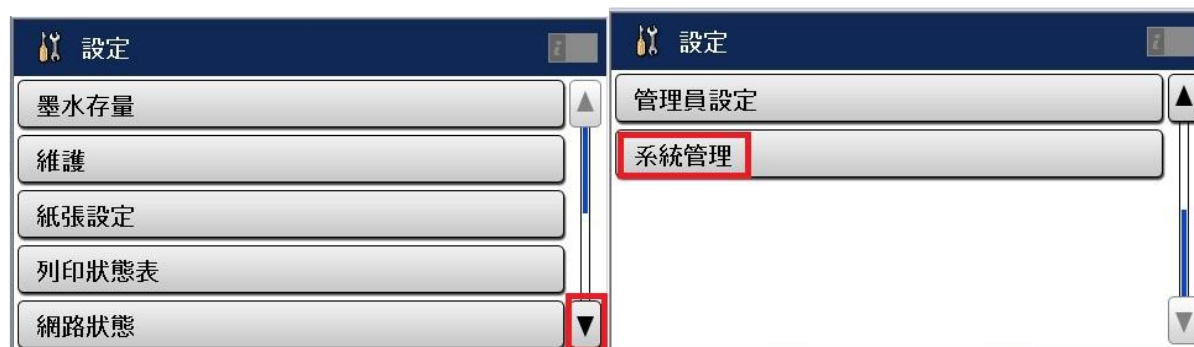 設定
墨水存量
維護
紙張設定
列印狀態表
網路狀態
設定
管理員設定
系統管理